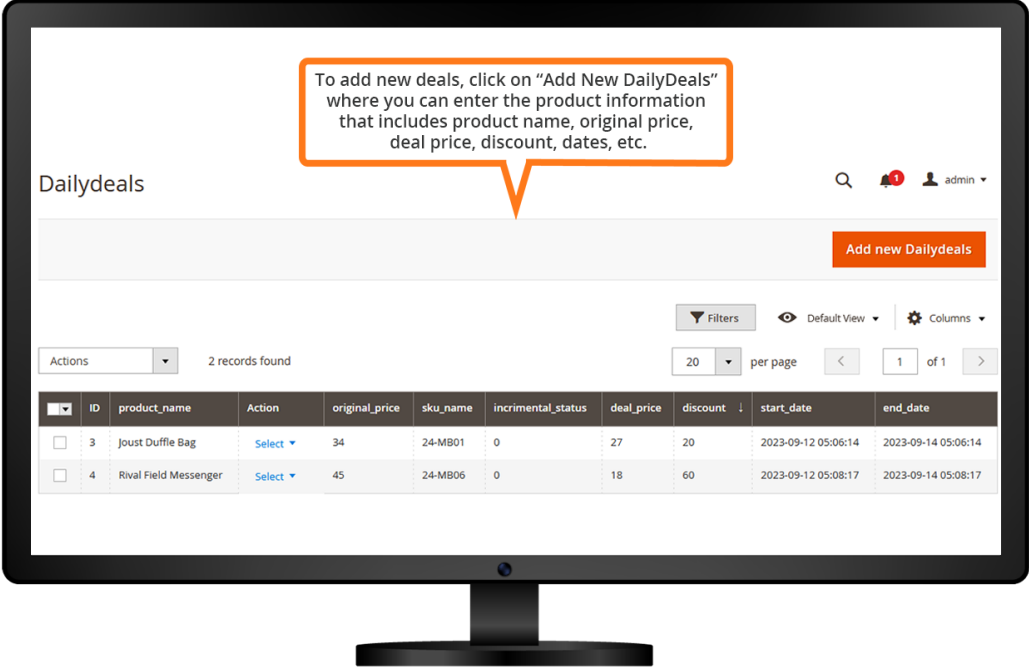 To add new deals, click on “Add New DailyDeals”
where you can enter the product information
that includes product name, original price,
deal price, discount, dates, etc.
Dailydeals
1
admin
Add new Dailydeals
Filters
Default View
Columns
Actions
2 records found
20
per page
1
of 1
ID product_name Action original_price sku_name incrimental_status deal_price discount ↓ start_date end_date
3 Joust Duffle Bag Select 34 24-MB01 0 27 20 2023-09-12 05:06:14 2023-09-14 05:06:14
4 Rival Field Messenger Select 45 24-MB06 0 18 60 2023-09-12 05:08:17 2023-09-14 05:08:17